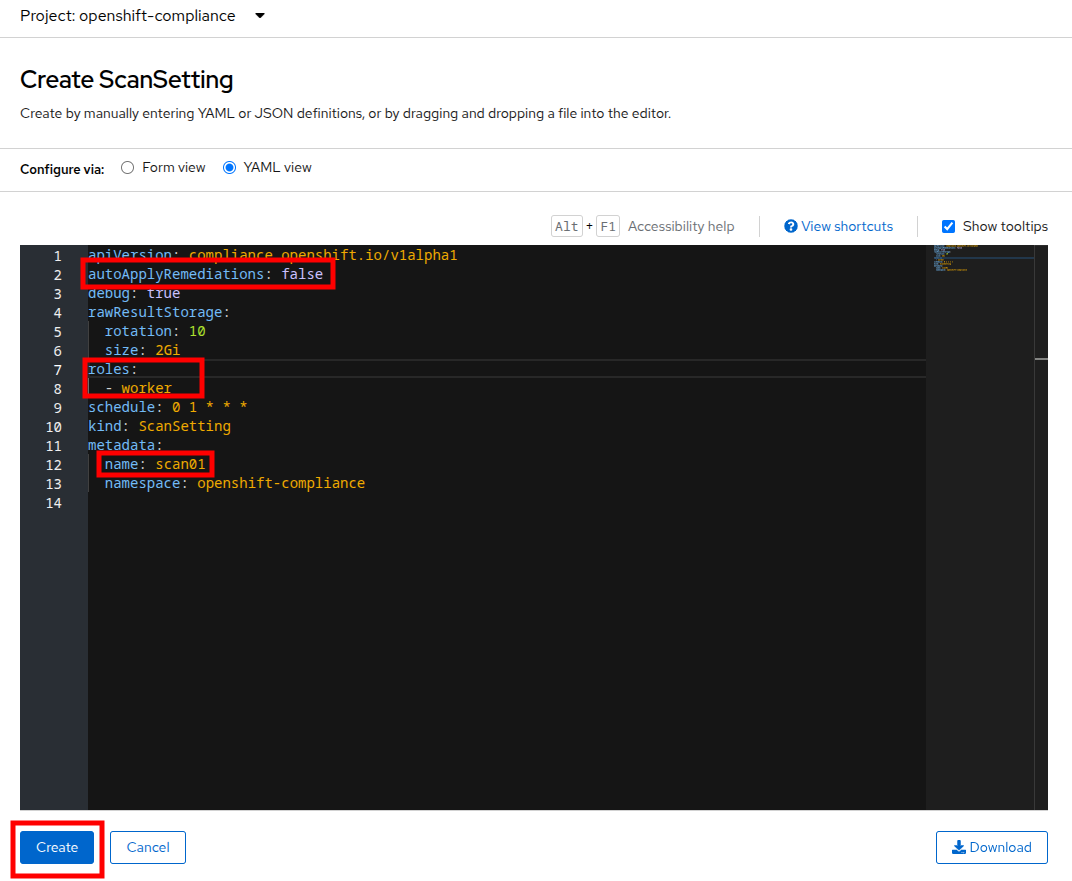 Project: openshift-compliance
Create ScanSetting
Create by manually entering YAML or JSON definitions, or by dragging and dropping a file into the editor.
Configure via: Form view YAML view
Alt + F1 Accessibility help View shortcuts Show tooltips
1 apiVersion: compliance.openshift.io/v1alpha1
2 autoApplyRemediations: false
3 debug: true
4 rawResultStorage:
5 rotation: 10
6 size: 2Gi
7 roles:
8 - worker
9 schedule: 0 1 * * *
10 kind: ScanSetting
11 metadata:
12 name: scan01
13 namespace: openshift-compliance
14
Create Cancel Download